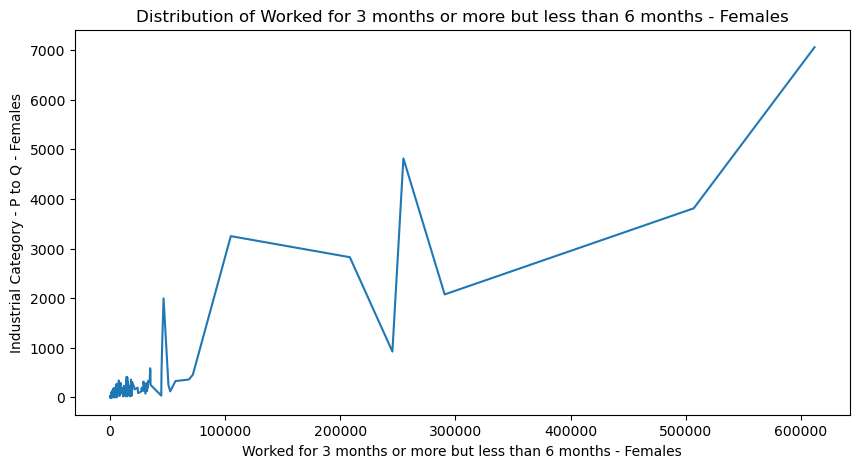 Distribution of Worked for 3 months or more but less than 6 months - Females
Industrial Category - P to Q - Females
7000
6000
5000
4000
3000
2000
1000
0
0 100000 200000 300000 400000 500000 600000
Worked for 3 months or more but less than 6 months - Females